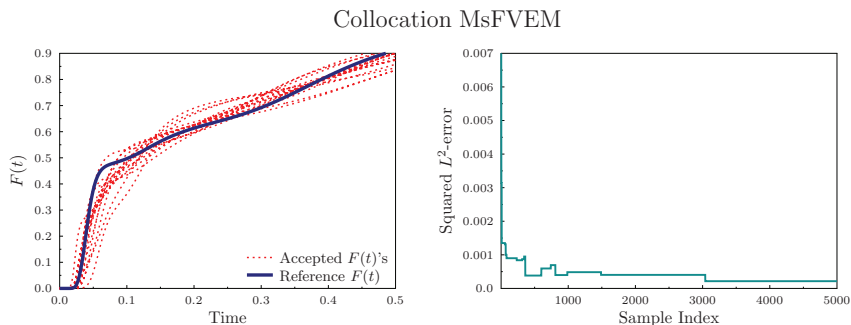 Collocation MsFVEM
F(t)
0.9
0.8
0.7
0.6
0.5
0.4
0.3
0.2
0.1
0.0
0.0 0.1 0.2 0.3 0.4 0.5
Time
Accepted F(t)'s
Reference F(t)
Squared L²-error
0.007
0.006
0.005
0.004
0.003
0.002
0.001
0.0
1000 2000 3000 4000 5000
Sample Index